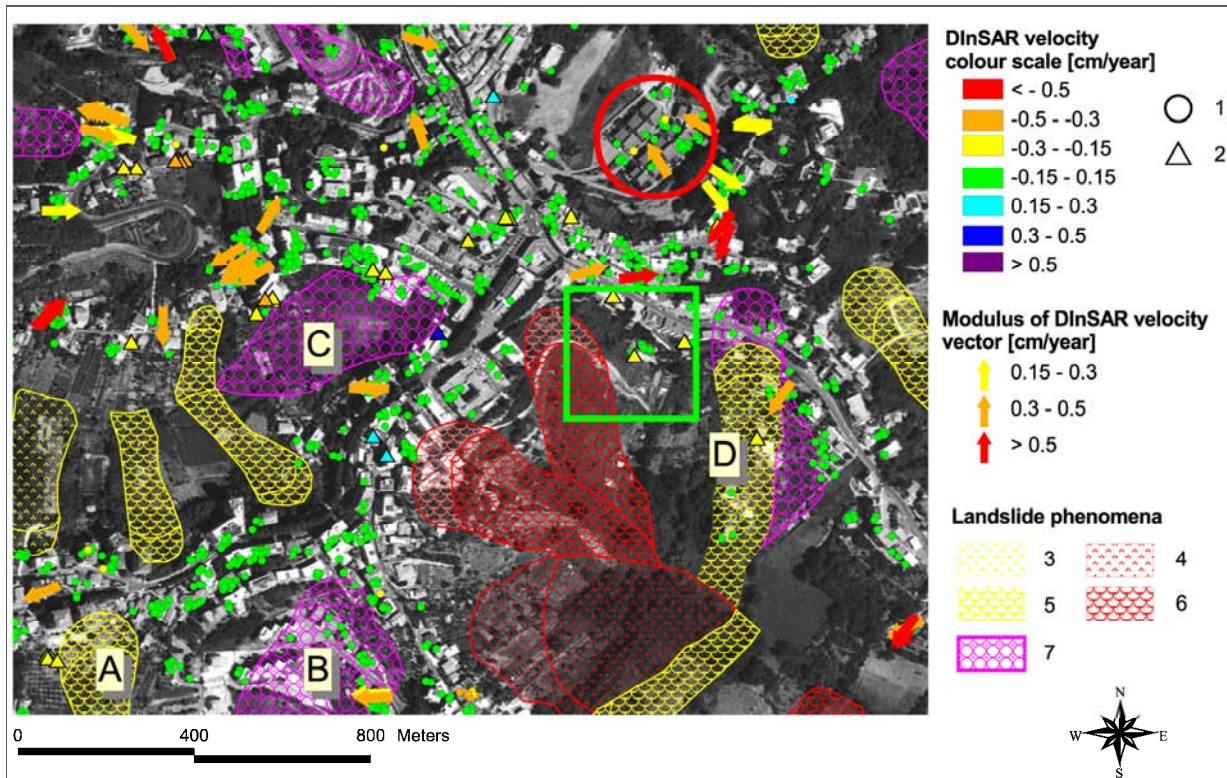 DInSAR velocity
colour scale [cm/year]
< - 0.5
-0.5 - -0.3
-0.3 - -0.15
-0.15 - 0.15
0.15 - 0.3
0.3 - 0.5
> 0.5
1
2
Modulus of DInSAR velocity
vector [cm/year]
0.15 - 0.3
0.3 - 0.5
> 0.5
Landslide phenomena
3
4
5
6
7
C
D
A
B
0
400
800 Meters
N
W
E
S